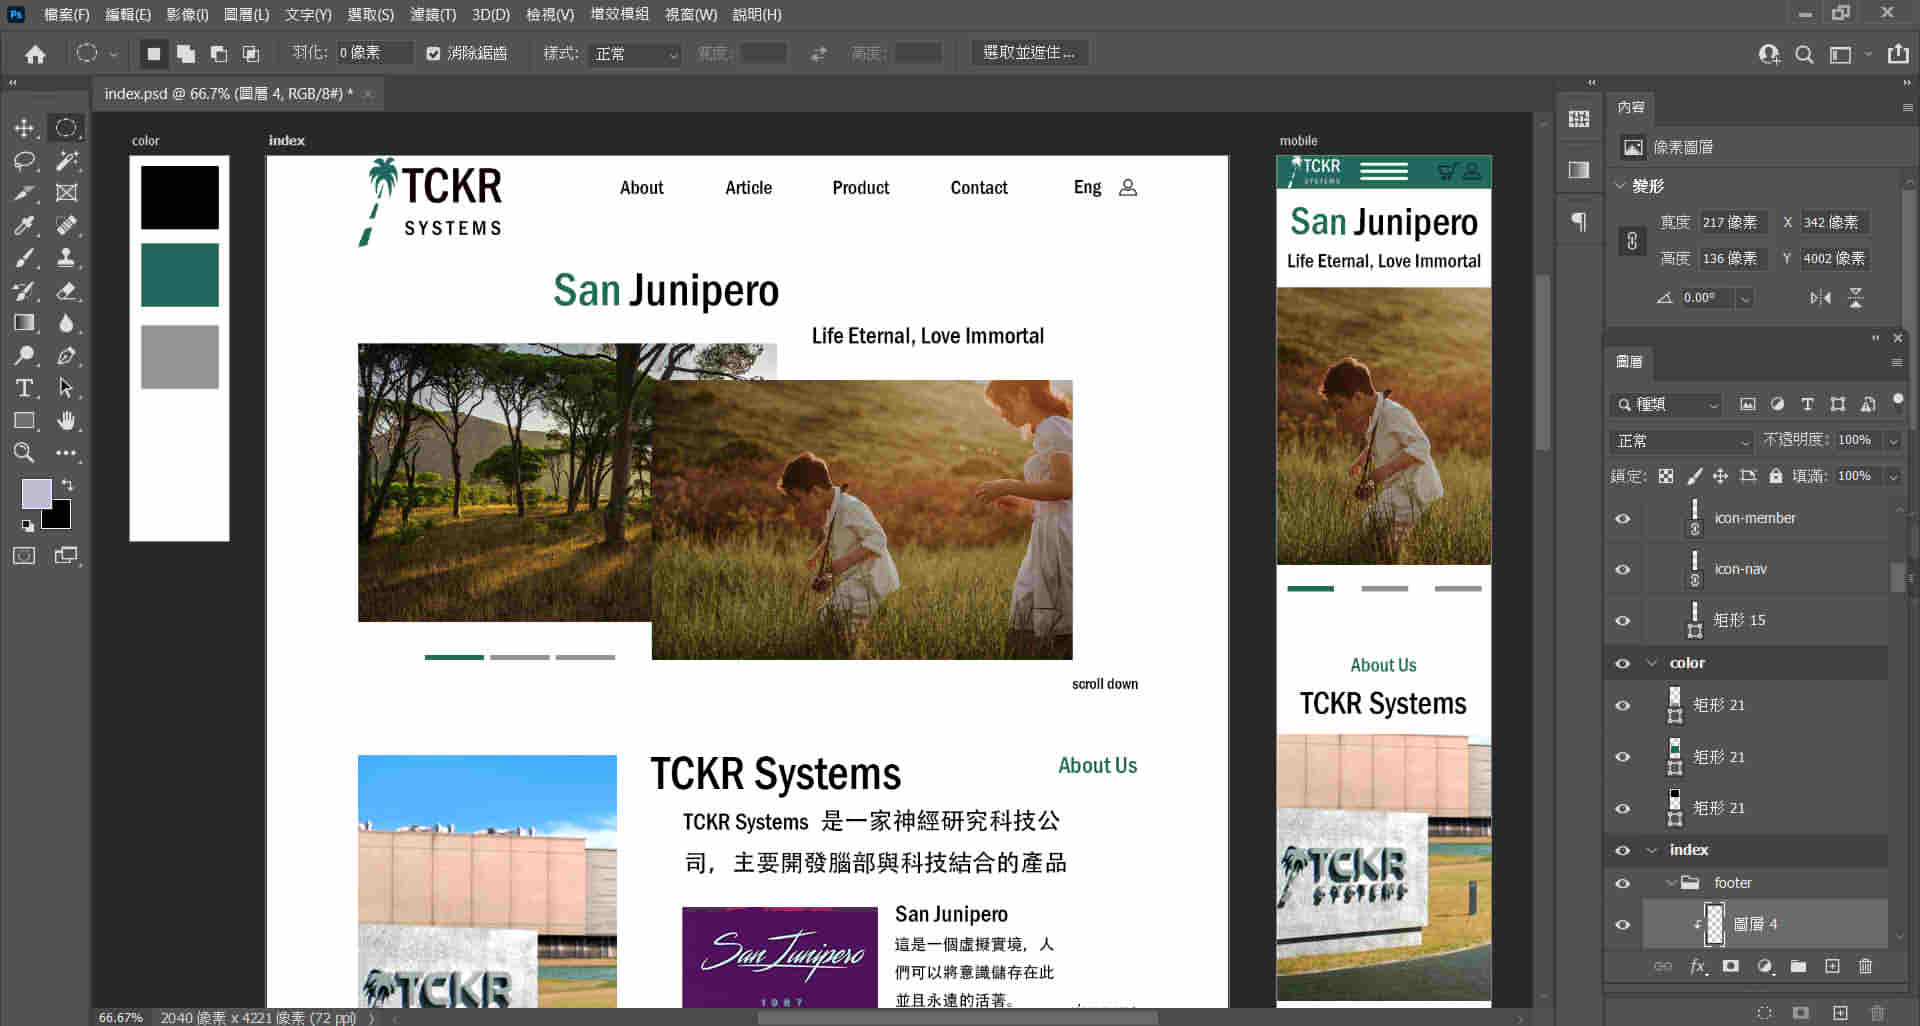 Ps 檔案(F) 編輯(E) 影像(I) 圖層(L) 文字(Y) 選取(S) 濾鏡(T) 3D(D) 檢視(V) 增效模組 視窗(W) 說明(H)
羽化: 0 像素 消除鋸齒 樣式: 正常 寬度: 高度: 選取並遮住...
index.psd @ 66.7% (圖層 4, RGB/8#) *
color
index
TCKR
SYSTEMS
About Article Product Contact Eng
San Junipero
Life Eternal, Love Immortal
scroll down
TCKR Systems
About Us
TCKR Systems 是一家神經研究科技公
司，主要開發腦部與科技結合的產品
TCKR
San Junipero
1987
San Junipero
這是一個虛擬實境，人
們可以將意識儲存在此
並且永遠的活著。
mobile
TCKR
SYSTEMS
San Junipero
Life Eternal, Love Immortal
About Us
TCKR Systems
TCKR
SYSTEMS
66.67% 2040 像素 x 4221 像素 (72 ppi)
內容
像素圖層
變形
寬度 217 像素 X 342 像素
高度 136 像素 Y 4002 像素
0.00°
圖層
種類
正常 不透明度: 100%
鎖定: 填滿: 100%
icon-member
icon-nav
矩形 15
color
矩形 21
矩形 21
矩形 21
index
footer
圖層 4
fx